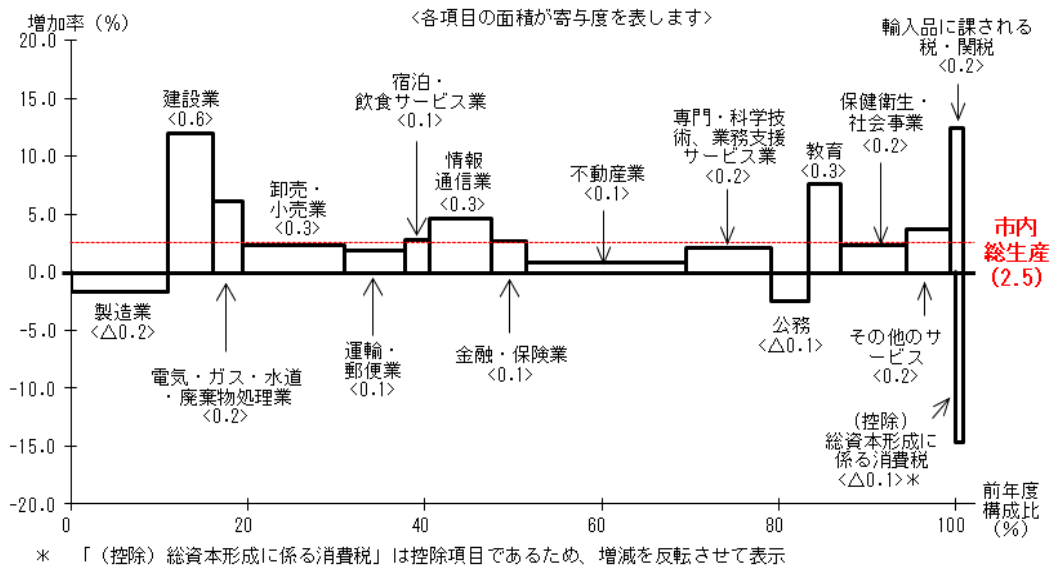 <各項目の面積が寄与度を表します>
増加率（%）
20.0
15.0
10.0
5.0
0.0
-5.0
-10.0
-15.0
-20.0
製造業
<△0.2>
建設業
<0.6>
電気・ガス・水道
・廃棄物処理業
<0.2>
卸売・
小売業
<0.3>
運輸・
郵便業
<0.1>
宿泊・
飲食サービス業
<0.1>
情報
通信業
<0.3>
金融・保険業
<0.1>
不動産業
<0.1>
専門・科学技
術、業務支援
サービス業
<0.2>
公務
<△0.1>
教育
<0.3>
保健衛生・
社会事業
<0.2>
その他のサ
ービス
<0.2>
輸入品に課される
税・関税
<0.2>
（控除）
総資本形成に
係る消費税
<△0.1>＊
市内
総生産
(2.5)
0
20
40
60
80
100
前年度
構成比
（%）
＊ 「（控除）総資本形成に係る消費税」は控除項目であるため、増減を反転させて表示